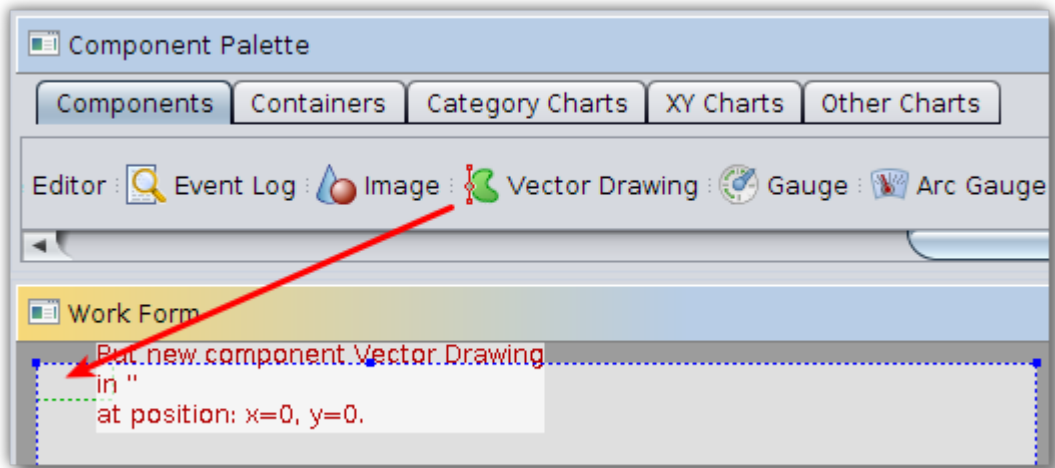 Component Palette
Components Containers Category Charts XY Charts Other Charts
Editor Event Log Image Vector Drawing Gauge Arc Gauge
Work Form
Put new component Vector Drawing
in "
at position: x=0, y=0.